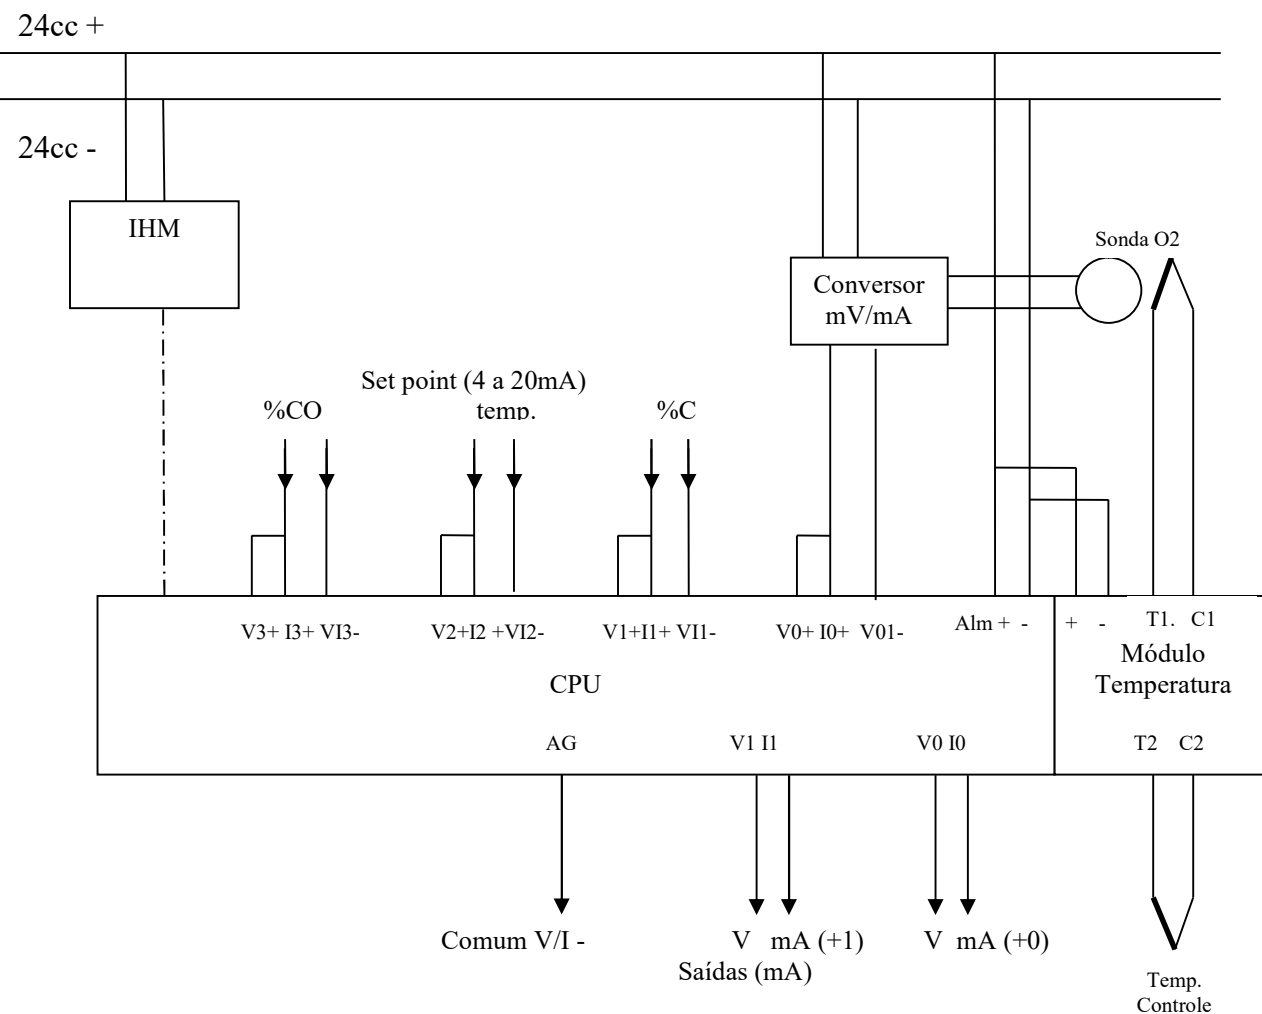 24cc +
24cc -
IHM
Sonda O2
Conversor
mV/mA
Set point (4 a 20mA)
%CO temp. %C
V3+ I3+ VI3- V2+I2 +VI2- V1+I1+ VI1- V0+ I0+ V01- Alm + - + - T1. C1
Módulo
CPU Temperatura
AG V1 I1 V0 I0 T2 C2
Comum V/I - V mA (+1) V mA (+0)
Saídas (mA)
Temp.
Controle